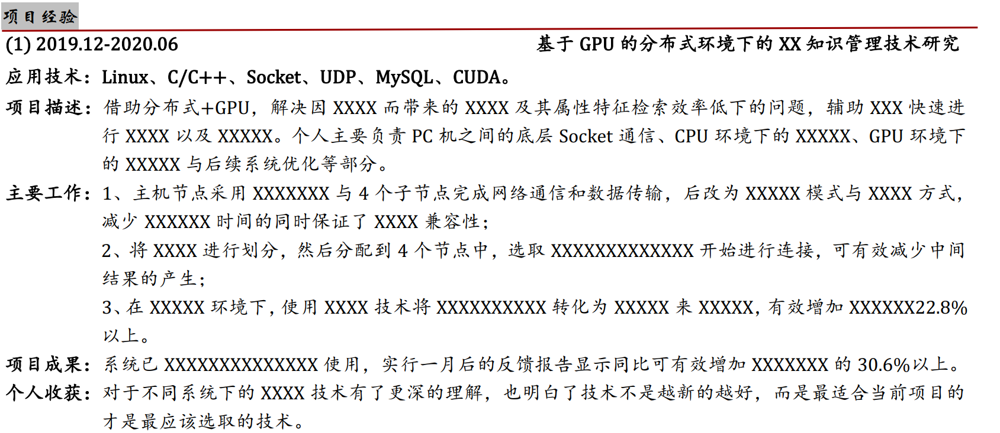 项目经验
(1) 2019.12-2020.06 基于 GPU 的分布式环境下的 XX 知识管理技术研究
应用技术：Linux、C/C++、Socket、UDP、MySQL、CUDA。
项目描述：借助分布式+GPU，解决因 XXXX 而带来的 XXXX 及其属性特征检索效率低下的问题，辅助 XXX 快速进
行 XXXX 以及 XXXXX。个人主要负责 PC 机之间的底层 Socket 通信、CPU 环境下的 XXXXX、GPU 环境下
的 XXXXX 与后续系统优化等部分。
主要工作：1、主机节点采用 XXXXXXX 与 4 个子节点完成网络通信和数据传输，后改为 XXXXX 模式与 XXXX 方式，
减少 XXXXXX 时间的同时保证了 XXXX 兼容性；
2、将 XXXX 进行划分，然后分配到 4 个节点中，选取 XXXXXXXXXXXXX 开始进行连接，可有效减少中间
结果的产生；
3、在 XXXXX 环境下，使用 XXXX 技术将 XXXXXXXXXX 转化为 XXXXX 来 XXXXX，有效增加 XXXXXX22.8%
以上。
项目成果：系统已 XXXXXXXXXXXXXX 使用，实行一月后的反馈报告显示同比可有效增加 XXXXXXX 的 30.6%以上。
个人收获：对于不同系统下的 XXXX 技术有了更深的理解，也明白了技术不是越新的越好，而是最适合当前项目的
才是最应该选取的技术。